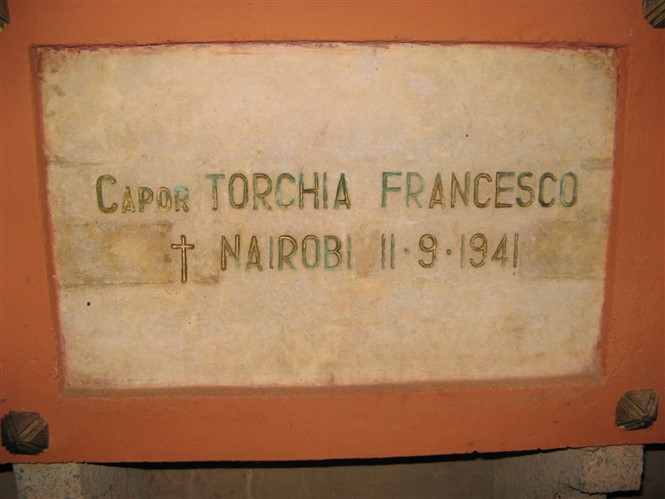 CAPOR TORCHIA FRANCESCO
† NAIROBI 11·9·1941